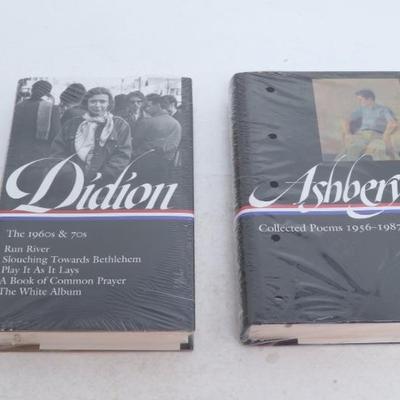 Didion
The 1960s & 70s
Run River
Slouching Towards Bethlehem
Play It As It Lays
A Book of Common Prayer
The White Album
Ashbery
Collected Poems 1956–1987